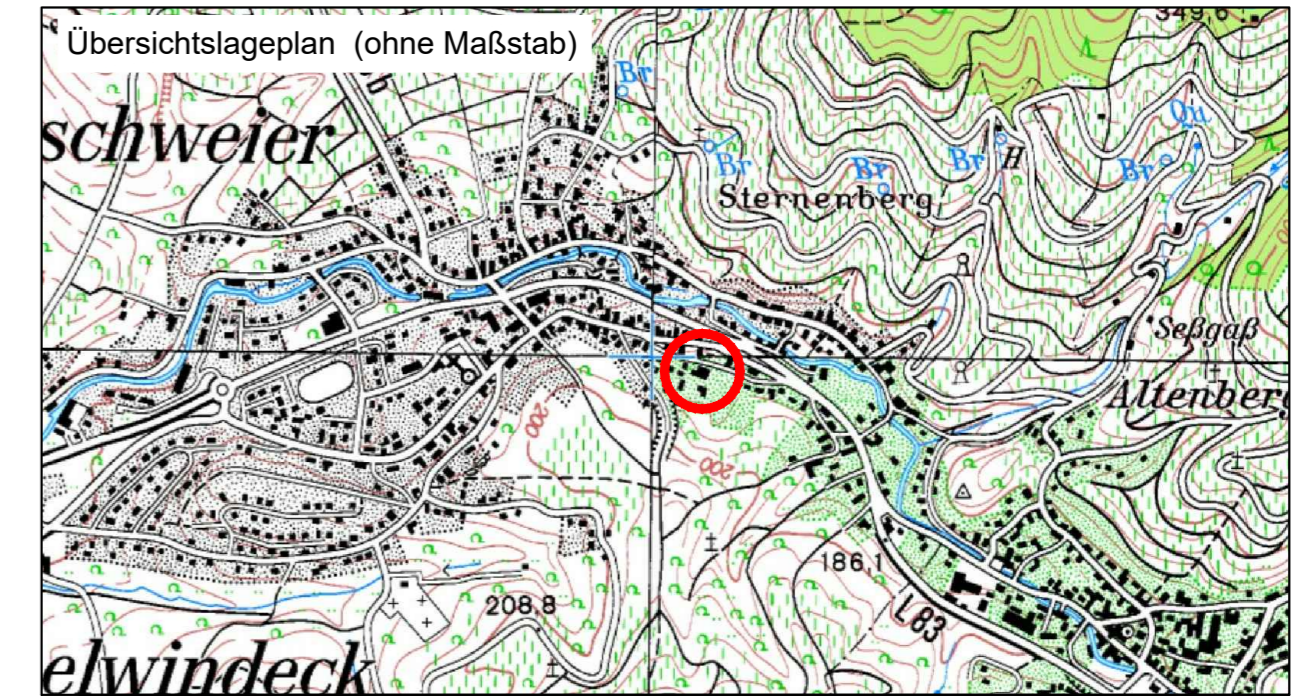 Übersichtslageplan (ohne Maßstab)
349,6
Br
schweier
Qu
Br
Br
Br
H
Br
Sternenberg
Seßgaß
Altenberg
200
200
186,1
208,8
L83
elwindeck